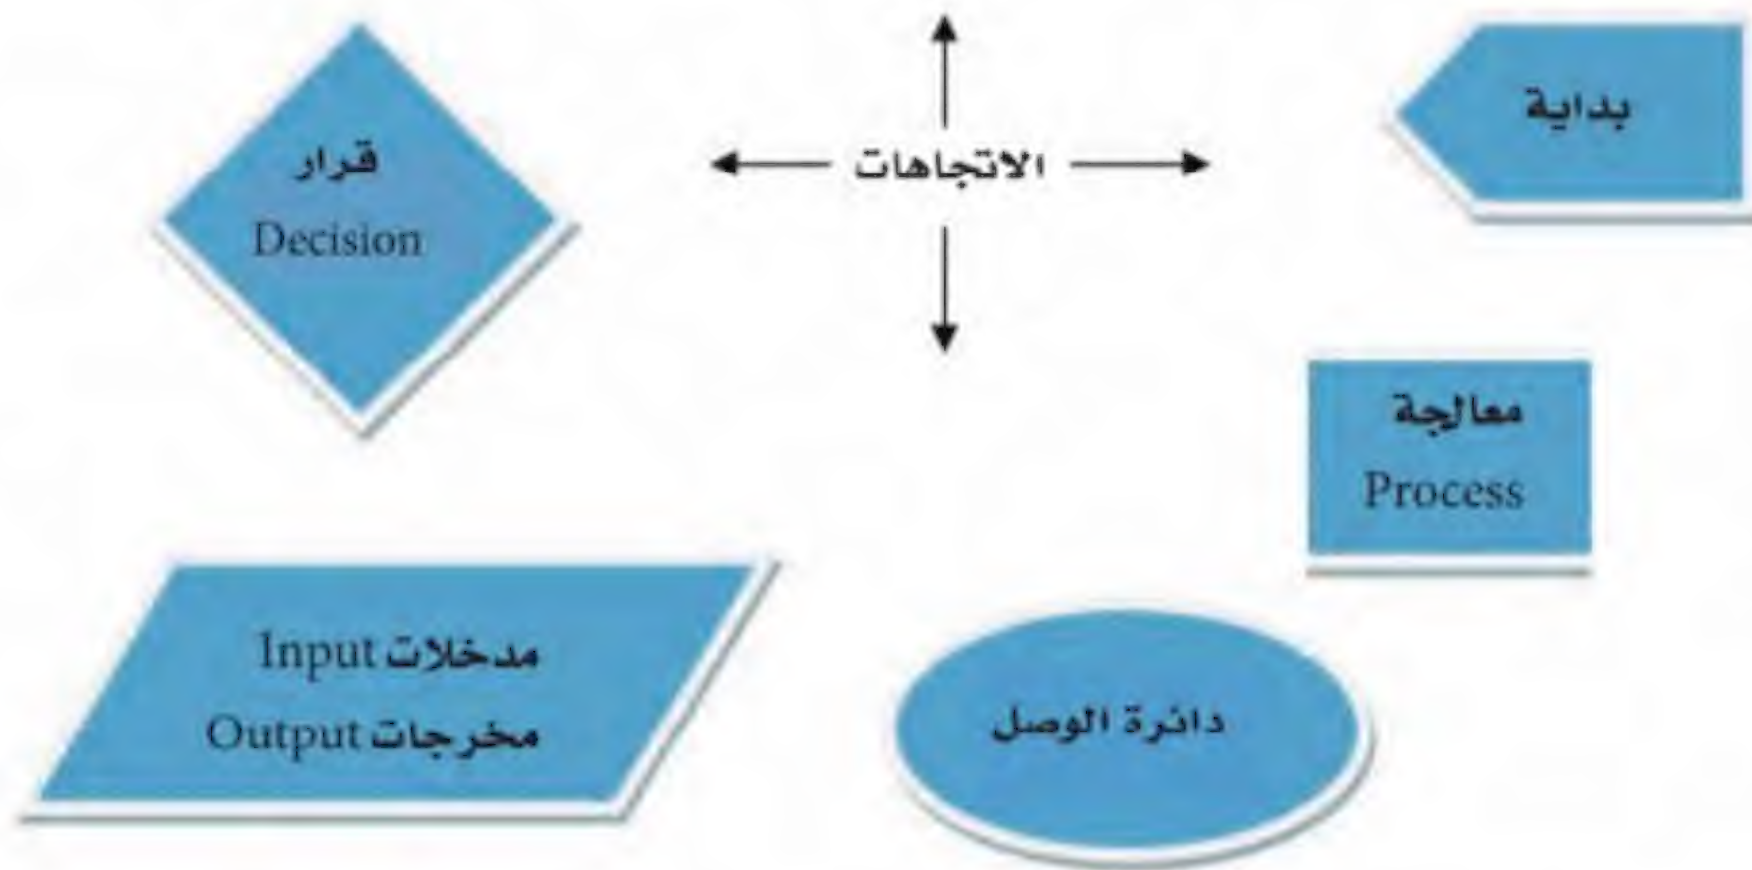 بداية
الاتجاهات
قرار
Decision
معالجة
Process
مدخلات Input
مخرجات Output
دائرة الوصل